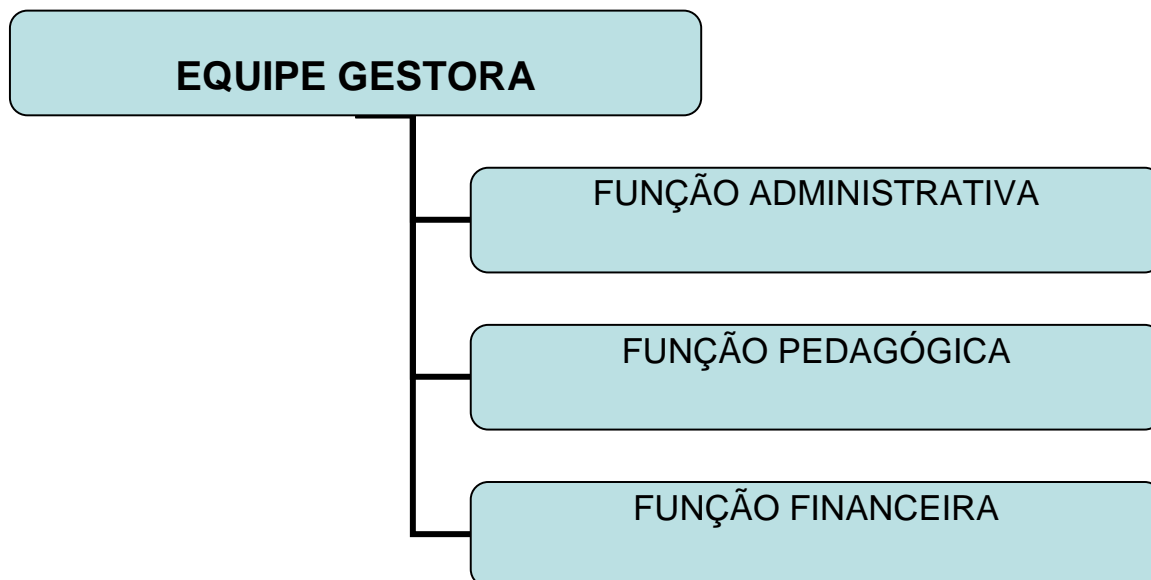 EQUIPE GESTORA
FUNÇÃO ADMINISTRATIVA
FUNÇÃO PEDAGÓGICA
FUNÇÃO FINANCEIRA